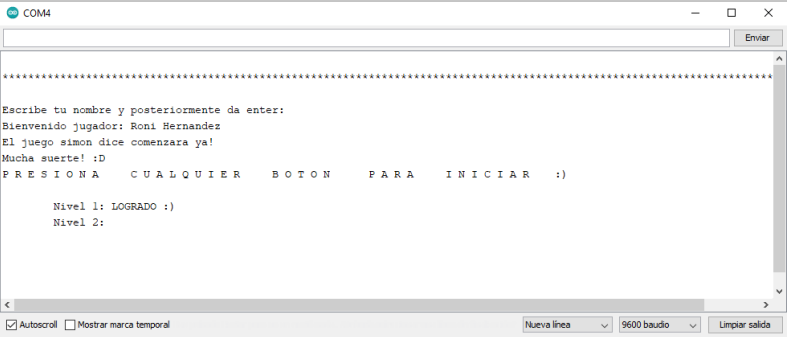 COM4
Enviar
****************************************************************************************************************************
Escribe tu nombre y posteriormente da enter:
Bienvenido jugador: Roni Hernandez
El juego simon dice comenzara ya!
Mucha suerte! :D
P R E S I O N A     C U A L Q U I E R     B O T O N     P A R A     I N I C I A R    :)
Nivel 1: LOGRADO :)
Nivel 2:
Autoscroll Mostrar marca temporal Nueva línea 9600 baudio Limpiar salida